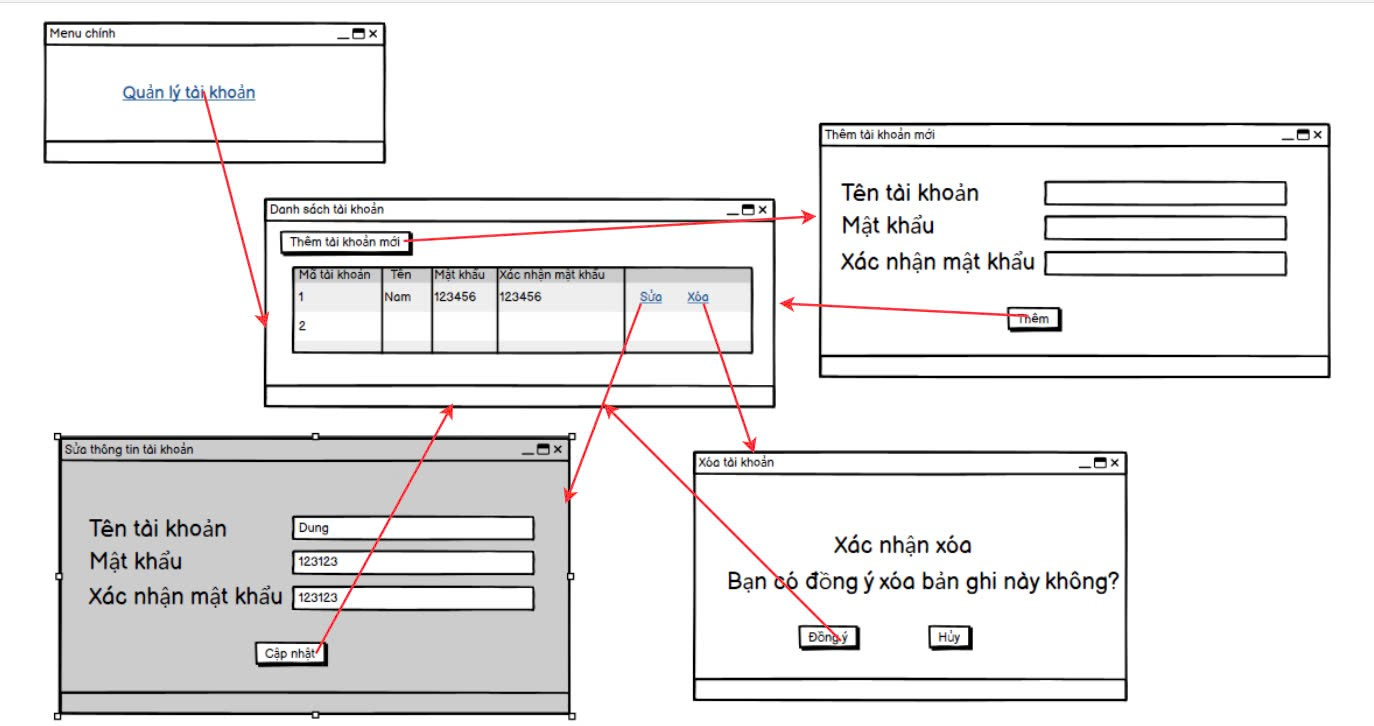 Menu chính
Quản lý tài khoản
Thêm tài khoản mới
Tên tài khoản
Mật khẩu
Xác nhận mật khẩu
Thêm
Danh sách tài khoản
Thêm tài khoản mới
Mã tài khoản Tên Mật khẩu Xác nhận mật khẩu
1 Nam 123456 123456 Sửa Xóa
2
Sửa thông tin tài khoản
Tên tài khoản Dung
Mật khẩu 123123
Xác nhận mật khẩu 123123
Cập nhật
Xóa tài khoản
Xác nhận xóa
Bạn có đồng ý xóa bản ghi này không?
Đồng ý Hủy